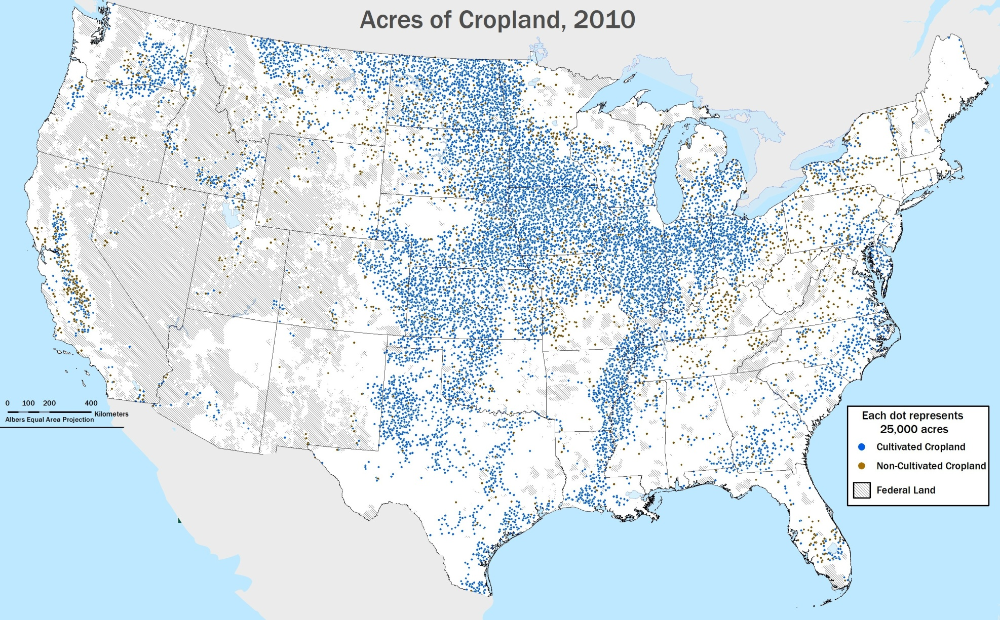 Acres of Cropland, 2010
0 100 200 400
Kilometers
Albers Equal Area Projection
Each dot represents
25,000 acres
Cultivated Cropland
Non-Cultivated Cropland
Federal Land